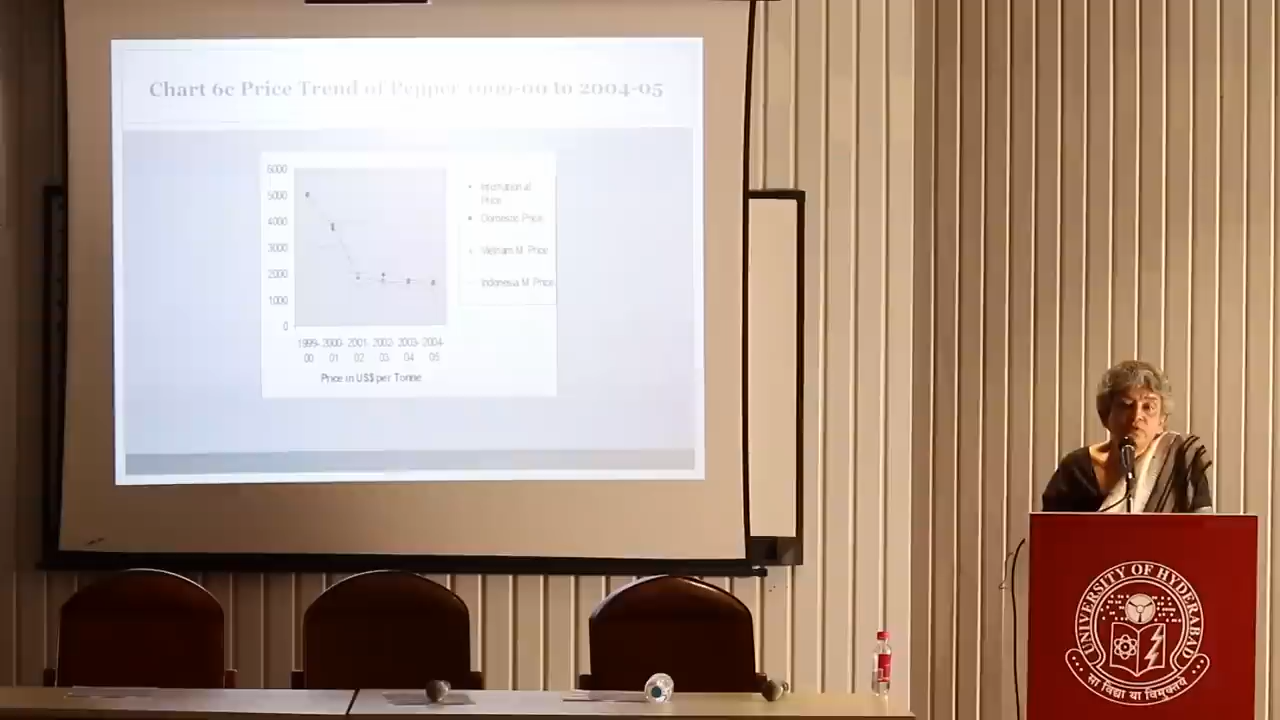 Chart 6c Price Trend of Pepper 1999-00 to 2004-05
6000
5000
4000
3000
2000
1000
0
1999-00 2000-01 2001-02 2002-03 2003-04 2004-05
Price in US$ per Tonne
International
Price
Domestic Price
Vietnam M. Price
Indonesia M. Price
UNIVERSITY OF HYDERABAD
सा विद्या या विमुक्तये